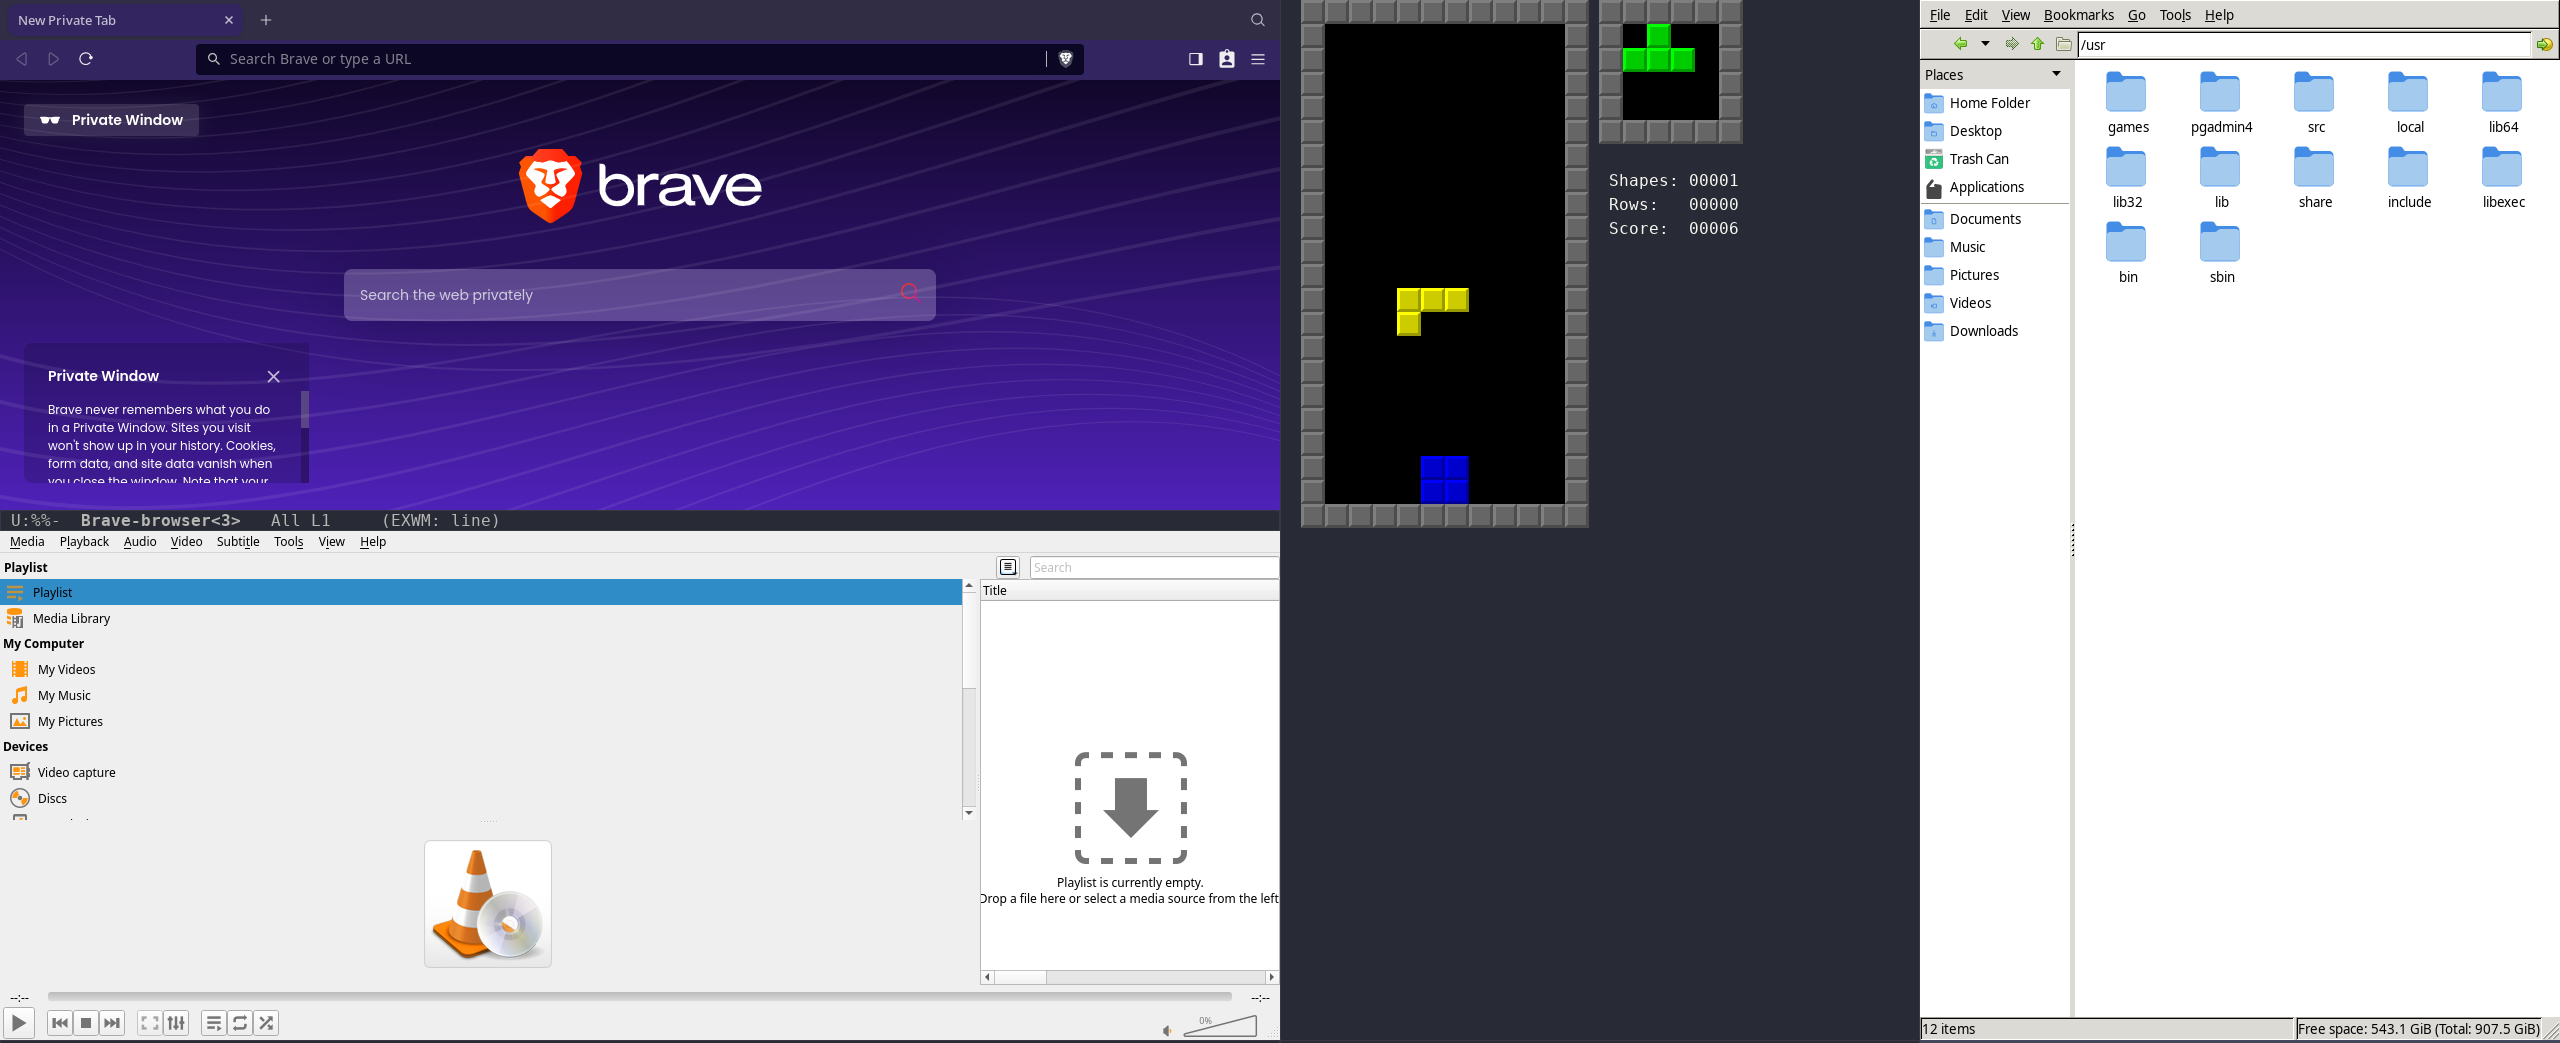 New Private Tab
Search Brave or type a URL
Private Window
brave
Search the web privately
Private Window
Brave never remembers what you do
in a Private Window. Sites you visit
won't show up in your history. Cookies,
form data, and site data vanish when
you close the window. Note that your
U:%%-  Brave-browser<3>   All L1     (EXWM: line)
Media Playback Audio Video Subtitle Tools View Help
Playlist
Search
Playlist
Media Library
My Computer
My Videos
My Music
My Pictures
Devices
Video capture
Discs
Title
Playlist is currently empty.
Drop a file here or select a media source from the left
--:--
--:--
0%
Shapes: 00001
Rows:   00000
Score:  00006
File Edit View Bookmarks Go Tools Help
/usr
Places
Home Folder
Desktop
Trash Can
Applications
Documents
Music
Pictures
Videos
Downloads
games pgadmin4 src local lib64
lib32 lib share include libexec
bin sbin
12 items
Free space: 543.1 GiB (Total: 907.5 GiB)